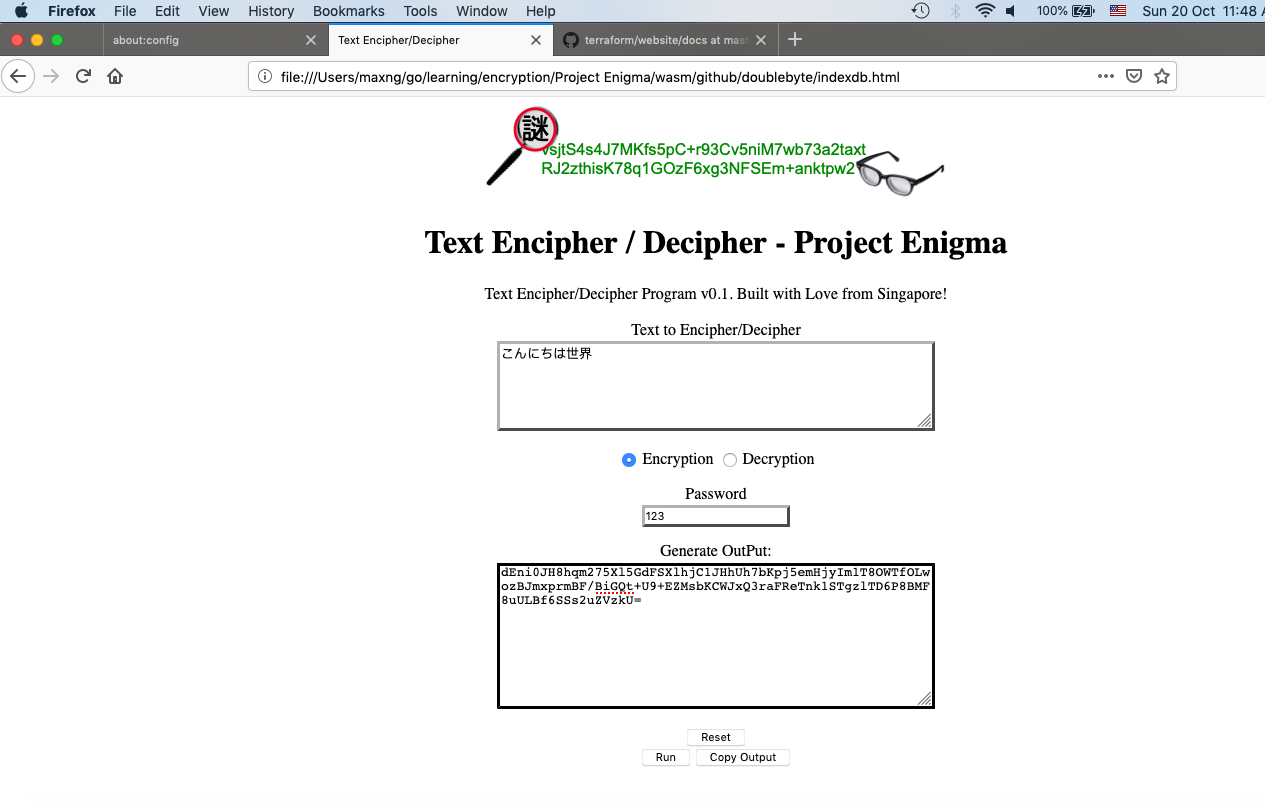 Firefox File Edit View History Bookmarks Tools Window Help 100% Sun 20 Oct 11:48
about:config Text Encipher/Decipher terraform/website/docs at mast
file:///Users/maxng/go/learning/encryption/Project Enigma/wasm/github/doublebyte/indexdb.html
謎
vsjtS4s4J7MKfs5pC+r93Cv5niM7wb73a2taxt
RJ2zthisK78q1GOzF6xg3NFSEm+anktpw2
Text Encipher / Decipher - Project Enigma
Text Encipher/Decipher Program v0.1. Built with Love from Singapore!
Text to Encipher/Decipher
こんにちは世界
Encryption Decryption
Password
123
Generate OutPut:
dEni0JH8hqm275Xl5GdFSXlhjC1JHhUh7bKpj5emHjyImlT8OWTfOLw
ozBJmxprmBF/BiGQt+U9+EZMsbKCWJxQ3raFReTnk1STgzlTD6P8BMF
8uULBf6SSs2uZVzkU=
Reset
Run Copy Output